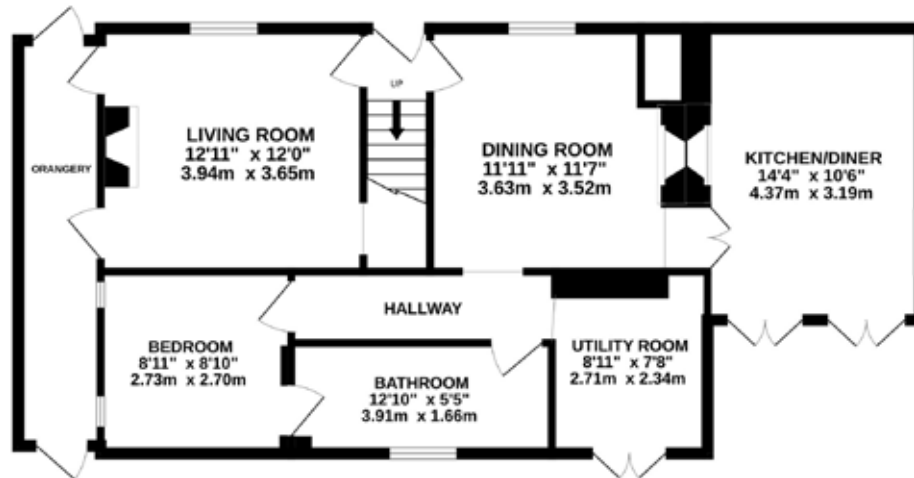 UP
LIVING ROOM
12'11" x 12'0"
3.94m x 3.65m
DINING ROOM
11'11" x 11'7"
3.63m x 3.52m
KITCHEN/DINER
14'4" x 10'6"
4.37m x 3.19m
ORANGERY
HALLWAY
BEDROOM
8'11" x 8'10"
2.73m x 2.70m
UTILITY ROOM
8'11" x 7'8"
2.71m x 2.34m
BATHROOM
12'10" x 5'5"
3.91m x 1.66m